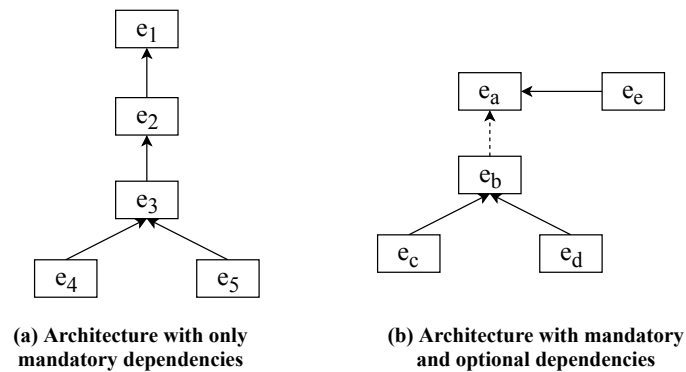 e1
e2
e3
e4 e5
(a) Architecture with only
mandatory dependencies
ea ee
eb
ec ed
(b) Architecture with mandatory
and optional dependencies